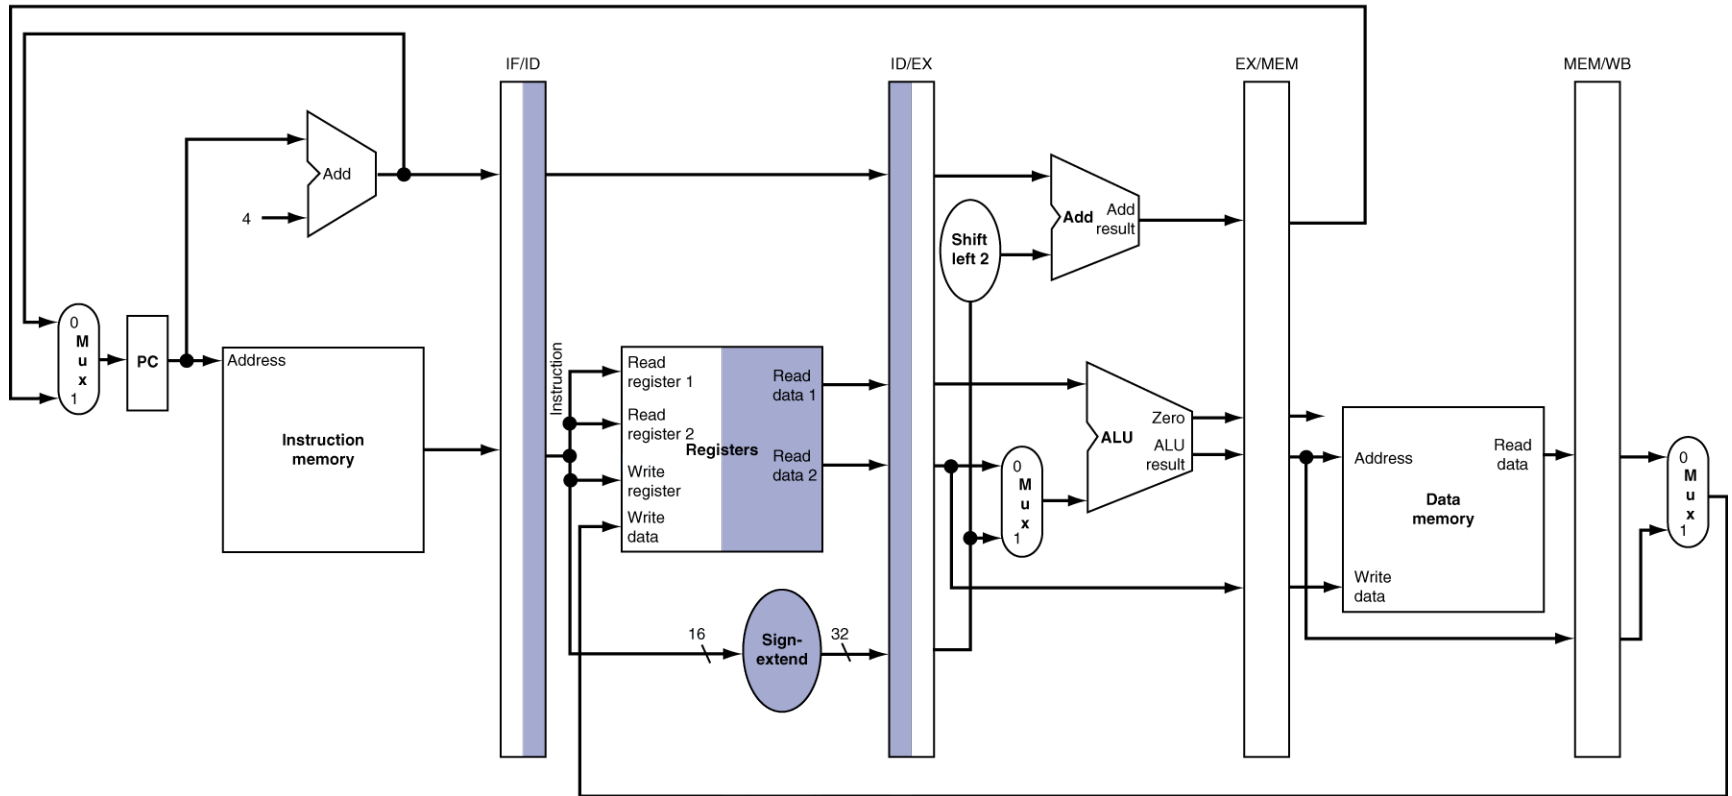 IF/ID
ID/EX
EX/MEM
MEM/WB
Add
4
Add
Add
result
Shift
left 2
0
M
u
x
1
PC
Address
Instruction
memory
Instruction
Read
register 1
Read
register 2
Registers
Write
register
Write
data
Read
data 1
Read
data 2
16
Sign-
extend
32
0
M
u
x
1
ALU
Zero
ALU
result
Address
Read
data
Data
memory
Write
data
0
M
u
x
1